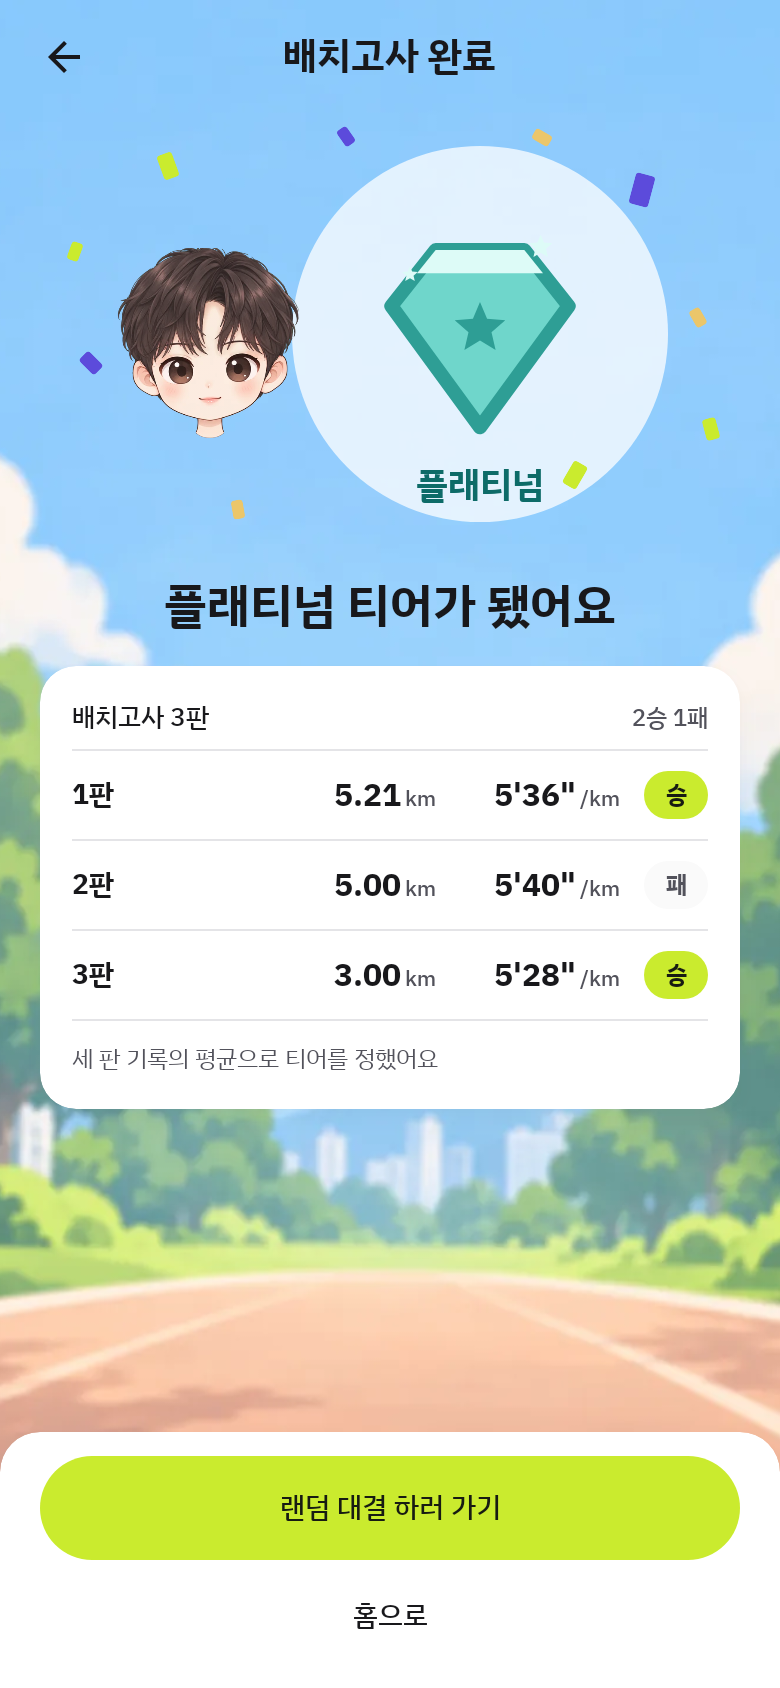 배치고사 완료
플래티넘
플래티넘 티어가 됐어요
배치고사 3판 2승 1패
1판 5.21 km 5'36" /km 승
2판 5.00 km 5'40" /km 패
3판 3.00 km 5'28" /km 승
세 판 기록의 평균으로 티어를 정했어요
랜덤 대결 하러 가기
홈으로